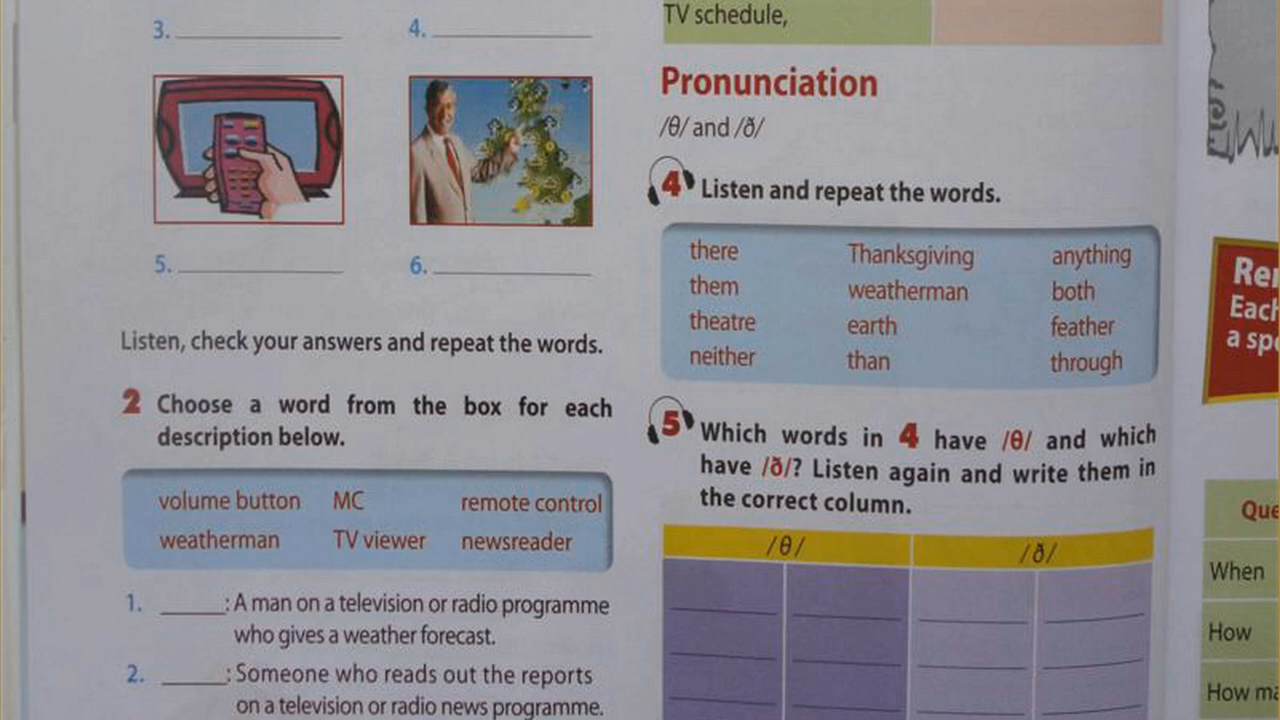 3. 4.
5. 6.
Listen, check your answers and repeat the words.
2 Choose a word from the box for each
description below.
volume button MC remote control
weatherman TV viewer newsreader
1. ______: A man on a television or radio programme
who gives a weather forecast.
2. ______: Someone who reads out the reports
on a television or radio news programme.
TV schedule,
Pronunciation
/θ/ and /ð/
4 Listen and repeat the words.
there Thanksgiving anything
them weatherman both
theatre earth feather
neither than through
5 Which words in 4 have /θ/ and which
have /ð/? Listen again and write them in
the correct column.
/θ/ /ð/
Each
When
How